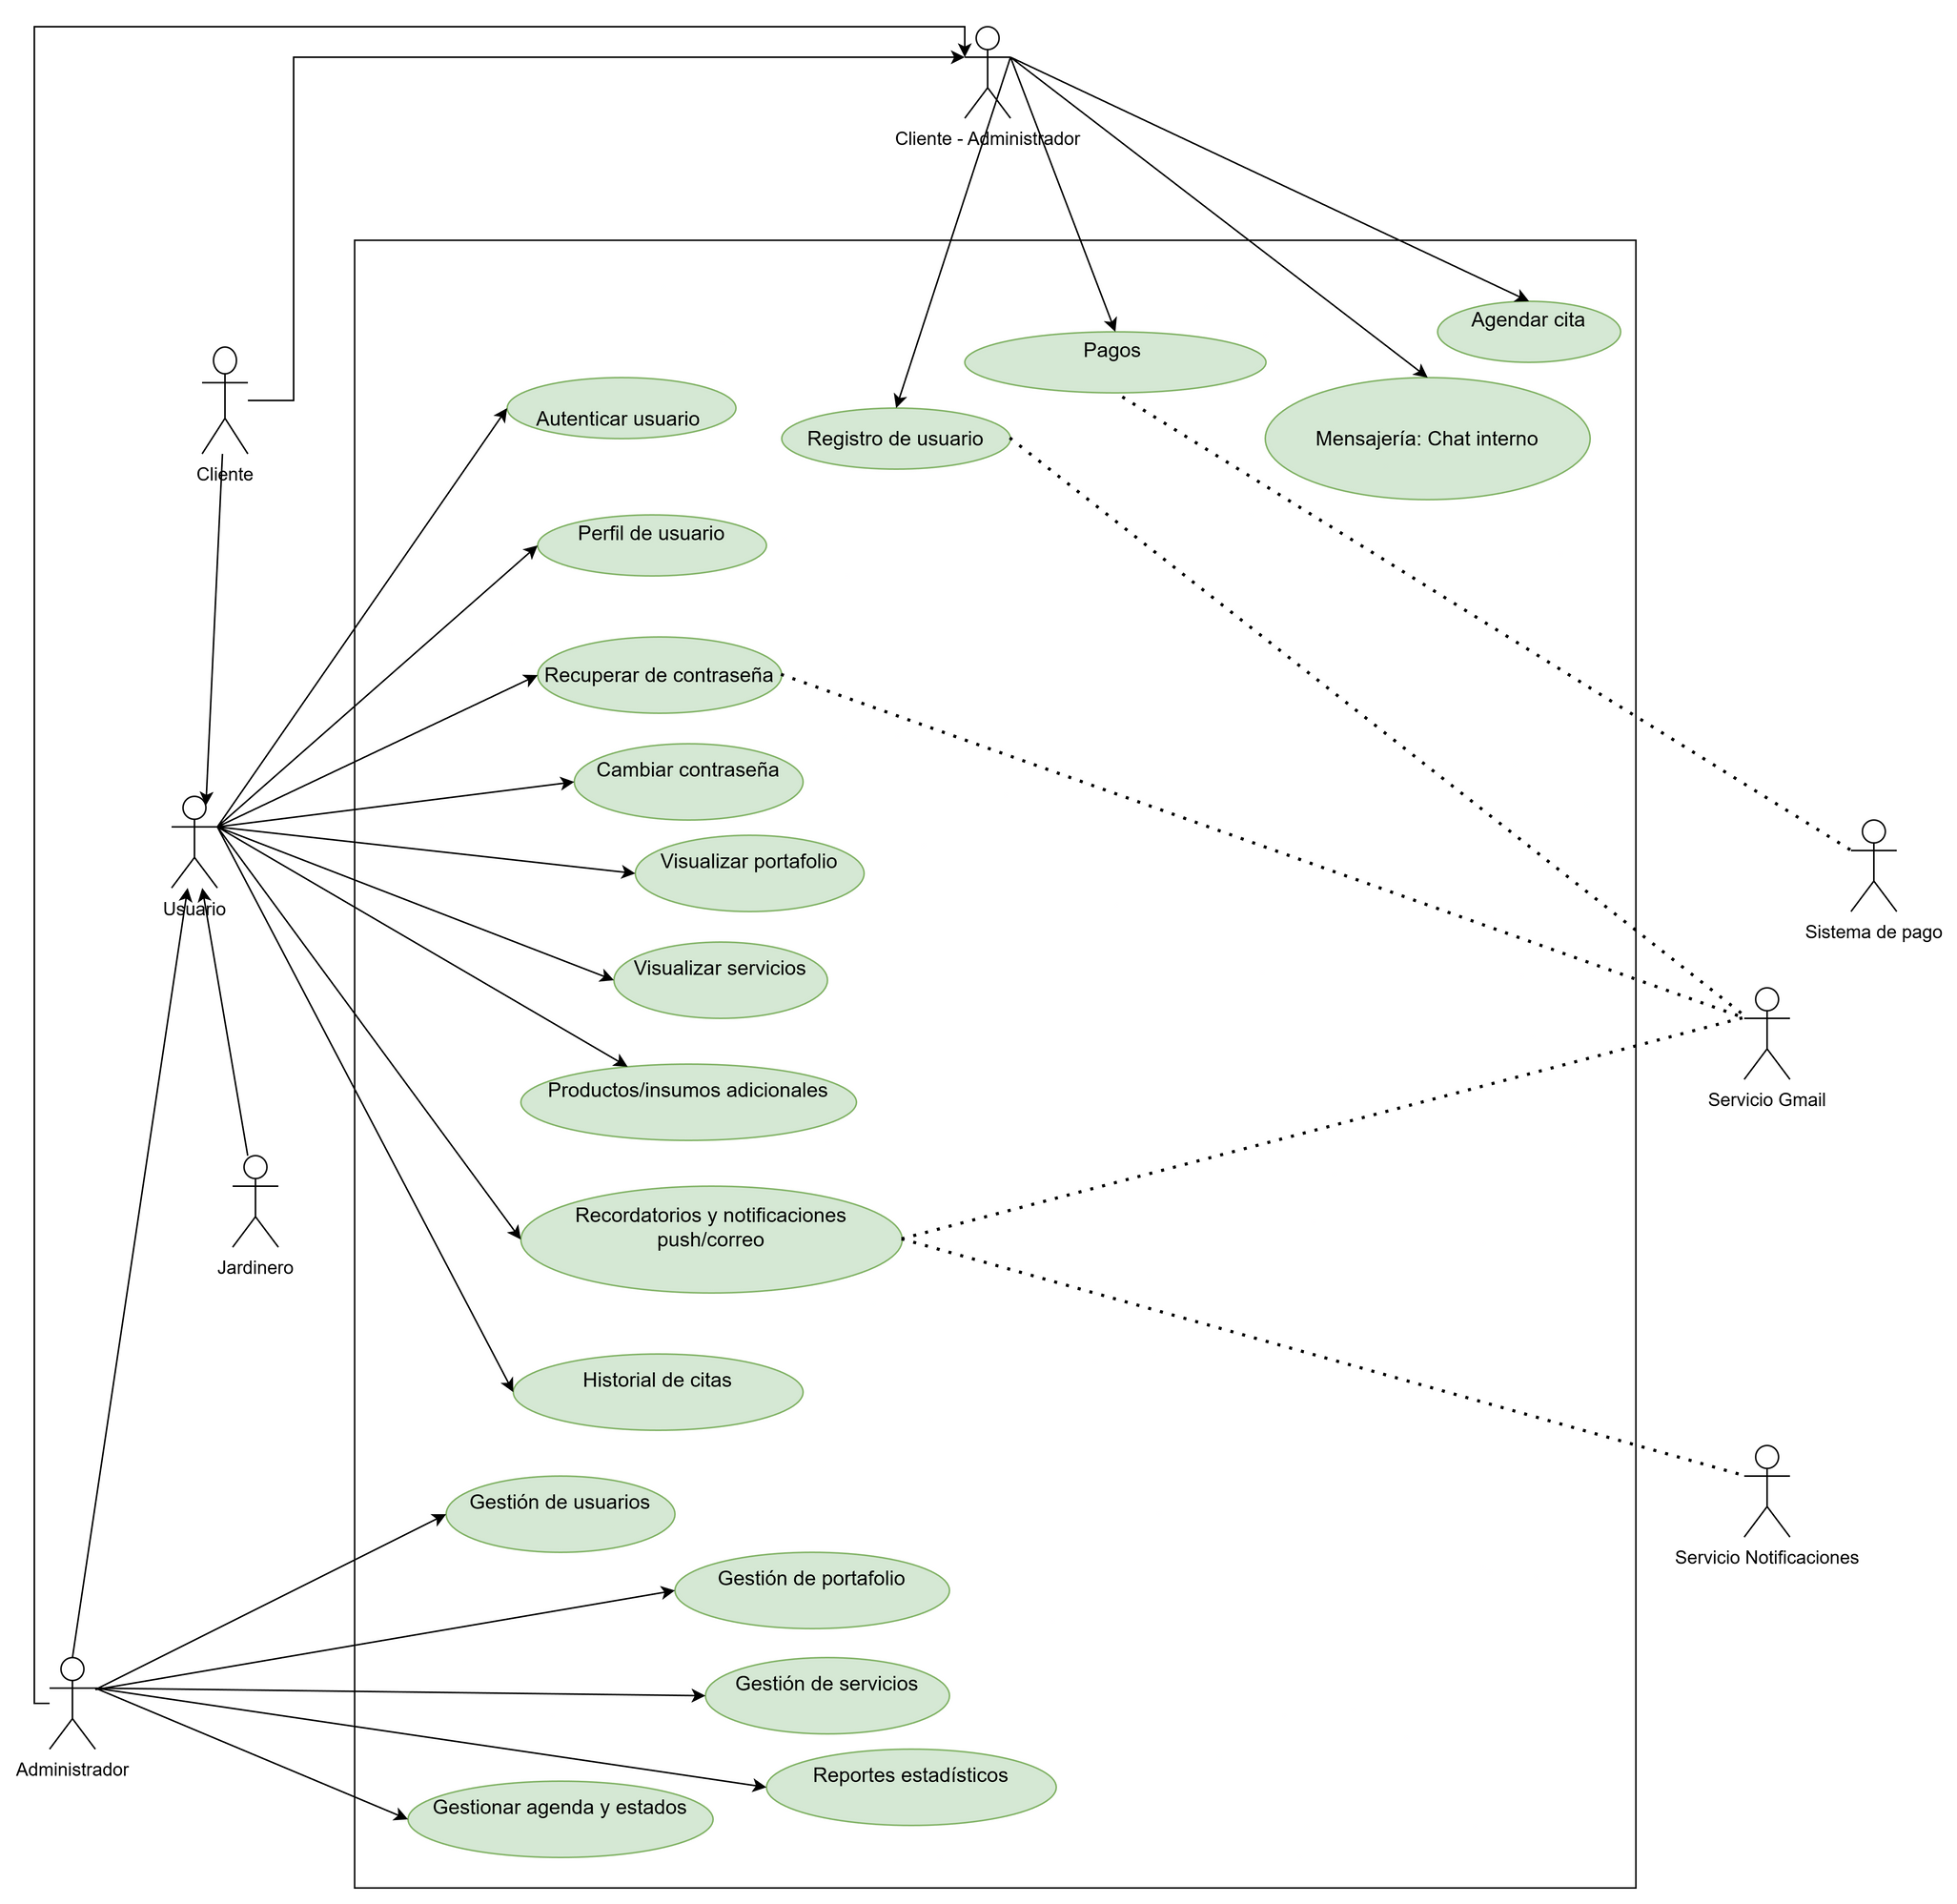 Cliente - Administrador
Agendar cita
Pagos
Autenticar usuario
Registro de usuario
Mensajería: Chat interno
Cliente
Perfil de usuario
Recuperar de contraseña
Cambiar contraseña
Visualizar portafolio
Usuario
Sistema de pago
Visualizar servicios
Productos/insumos adicionales
Servicio Gmail
Recordatorios y notificaciones
push/correo
Jardinero
Historial de citas
Gestión de usuarios
Servicio Notificaciones
Gestión de portafolio
Gestión de servicios
Administrador
Reportes estadísticos
Gestionar agenda y estados